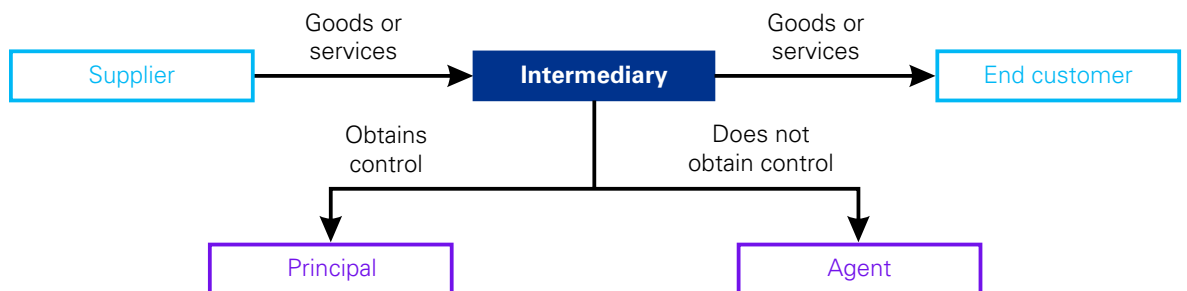 Goods or
services
Goods or
services
Supplier
Intermediary
End customer
Obtains
control
Does not
obtain control
Principal
Agent